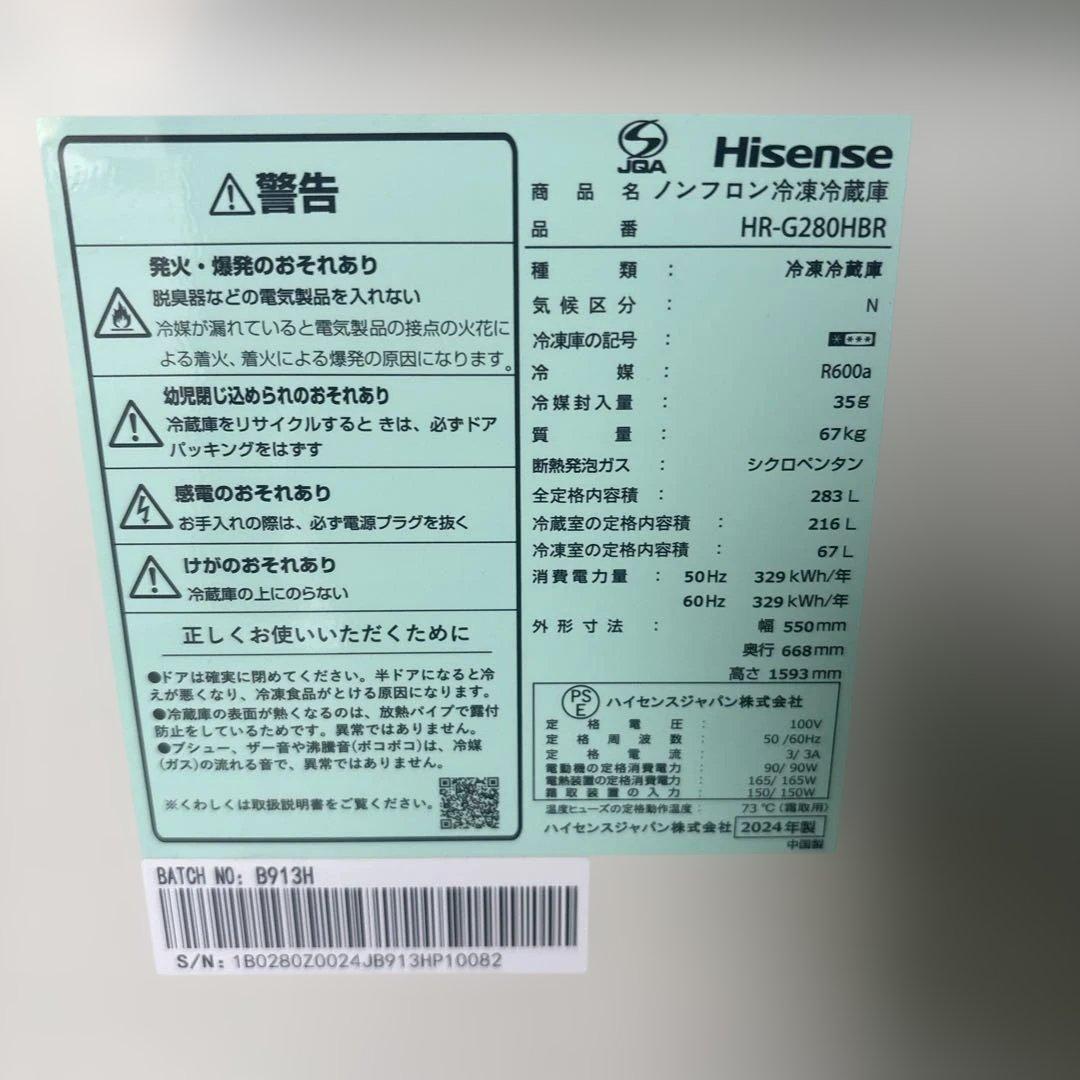 警告
発火・爆発のおそれあり
脱臭器などの電気製品を入れない
冷媒が漏れていると電気製品の接点の火花に
よる着火、着火による爆発の原因になります。
幼児閉じ込められのおそれあり
冷蔵庫をリサイクルすると きは、必ずドア
パッキングをはずす
感電のおそれあり
お手入れの際は、必ず電源プラグを抜く
けがのおそれあり
冷蔵庫の上にのらない
正しくお使いいただくために
●ドアは確実に閉めてください。半ドアになると冷
えが悪くなり、冷凍食品がとける原因になります。
●冷蔵庫の表面が熱くなるのは、放熱パイプで露付
防止をしているためです。異常ではありません。
●ブシュー、ザー音や沸騰音(ボコボコ)は、冷媒
(ガス)の流れる音で、異常ではありません。
※くわしくは取扱説明書をご覧ください。
JQA Hisense
商品名 ノンフロン冷凍冷蔵庫
品番 HR-G280HBR
種類 : 冷凍冷蔵庫
気候区分 : N
冷凍庫の記号 : * ***
冷媒 : R600a
冷媒封入量 : 35g
質量 : 67kg
断熱発泡ガス : シクロペンタン
全定格内容積 : 283 L
冷蔵室の定格内容積 : 216 L
冷凍室の定格内容積 : 67 L
消費電力量 : 50Hz 329 kWh/年
60Hz 329 kWh/年
外形寸法 : 幅 550mm
奥行 668mm
高さ 1593mm
PSE ハイセンスジャパン株式会社
定格電圧 : 100V
定格周波数 : 50 /60Hz
定格電流 : 3/ 3A
電動機の定格消費電力 : 90/ 90W
電熱装置の定格消費電力 : 165/ 165W
霜取装置の入力 : 150/ 150W
温度ヒューズの定格動作温度 : 73 ℃ (霜取用)
ハイセンスジャパン株式会社 2024年製
中国製
BATCH NO: B913H
S/N: 1B0280Z0024JB913HP10082